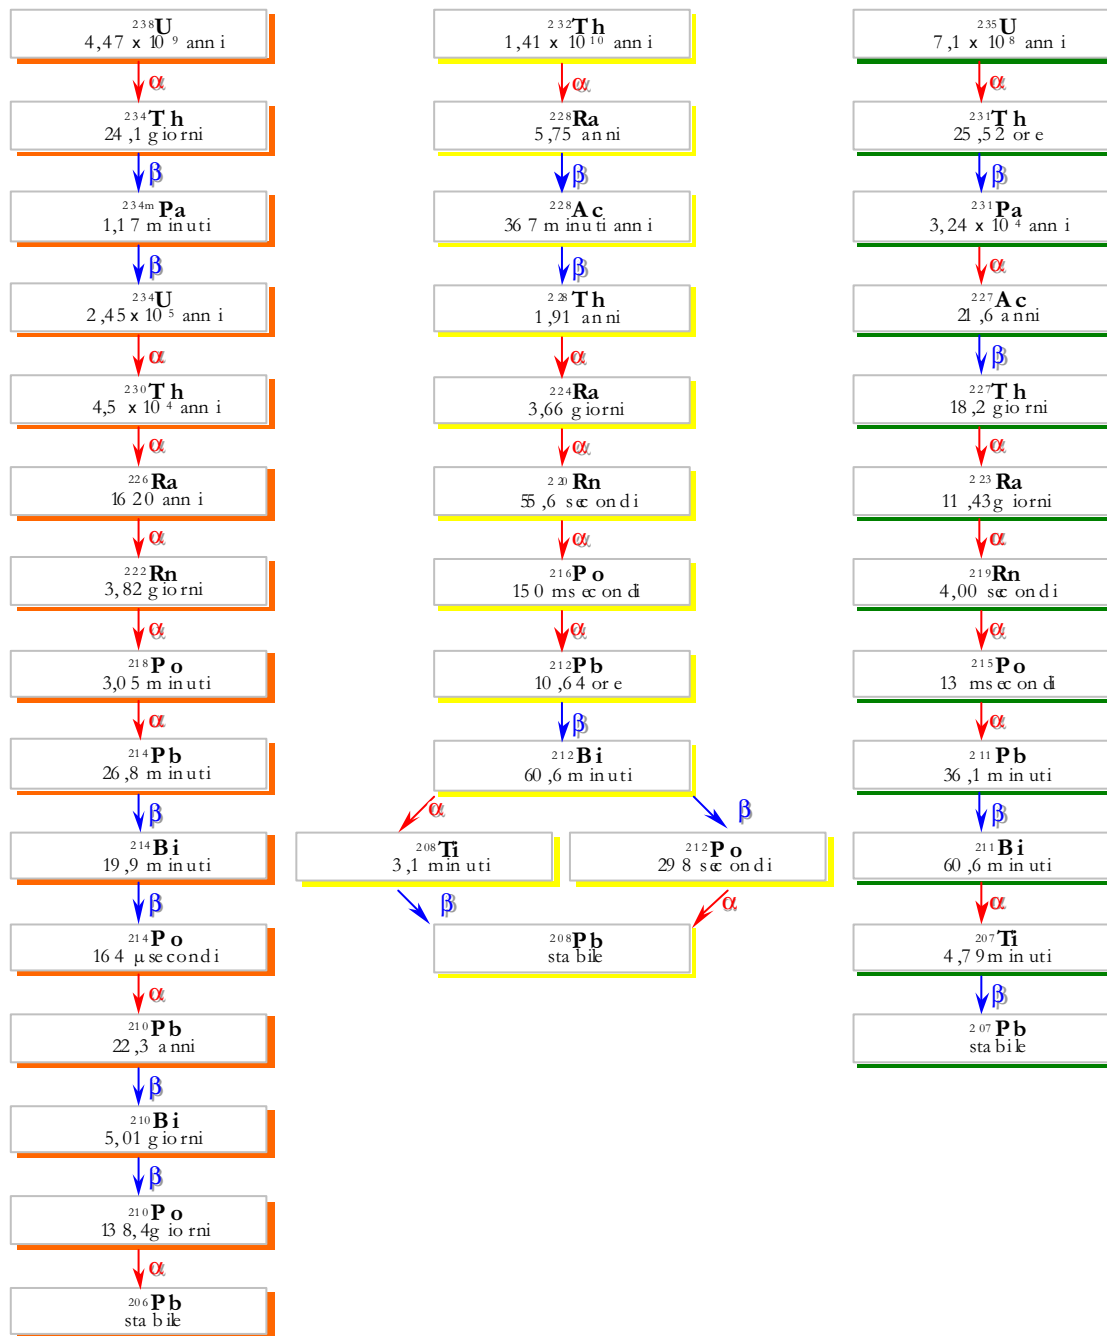 238U
4,47 x 10 9 anni
α
234Th
24,1 giorni
β
234mPa
1,17 minuti
β
234U
2,45 x 10 5 anni
α
230Th
4,5 x 10 4 anni
α
226Ra
1620 anni
α
222Rn
3,82 giorni
α
218Po
3,05 minuti
α
214Pb
26,8 minuti
β
214Bi
19,9 minuti
β
214Po
164 μsecondi
α
210Pb
22,3 anni
β
210Bi
5,01 giorni
β
210Po
138,4giorni
α
206Pb
stabile
232Th
1,41 x 10 10 anni
α
228Ra
5,75 anni
β
228Ac
367 minuti anni
β
228Th
1,91 anni
α
224Ra
3,66 giorni
α
220Rn
55,6 secondi
α
216Po
150 msecondi
α
212Pb
10,64 ore
β
212Bi
60,6 minuti
α
β
208Ti
3,1 minuti
212Po
298 secondi
β
α
208Pb
stabile
235U
7,1 x 10 8 anni
α
231Th
25,52 ore
β
231Pa
3,24 x 10 4 anni
α
227Ac
21,6 anni
β
227Th
18,2 giorni
α
223Ra
11,43giorni
α
219Rn
4,00 secondi
α
215Po
13 msecondi
α
211Pb
36,1 minuti
β
211Bi
60,6 minuti
α
207Ti
4,79minuti
β
207Pb
stabile